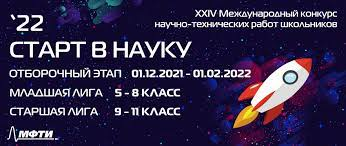 XXIV Международный конкурс
научно-технических работ школьников
'22
СТАРТ В НАУКУ
ОТБОРОЧНЫЙ ЭТАП 01.12.2021 - 01.02.2022
МЛАДШАЯ ЛИГА 5 - 8 КЛАСС
СТАРШАЯ ЛИГА 9 - 11 КЛАСС
МФТИ